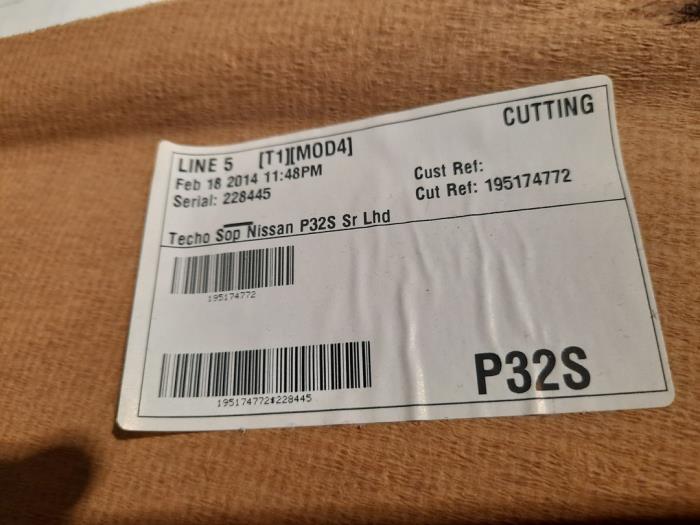 CUTTING
LINE 5 [T1][MOD4]
Feb 18 2014 11:48PM
Serial: 228445
Cust Ref:
Cut Ref: 195174772
Techo Sop Nissan P32S Sr Lhd
195174772
195174772$228445
P32S